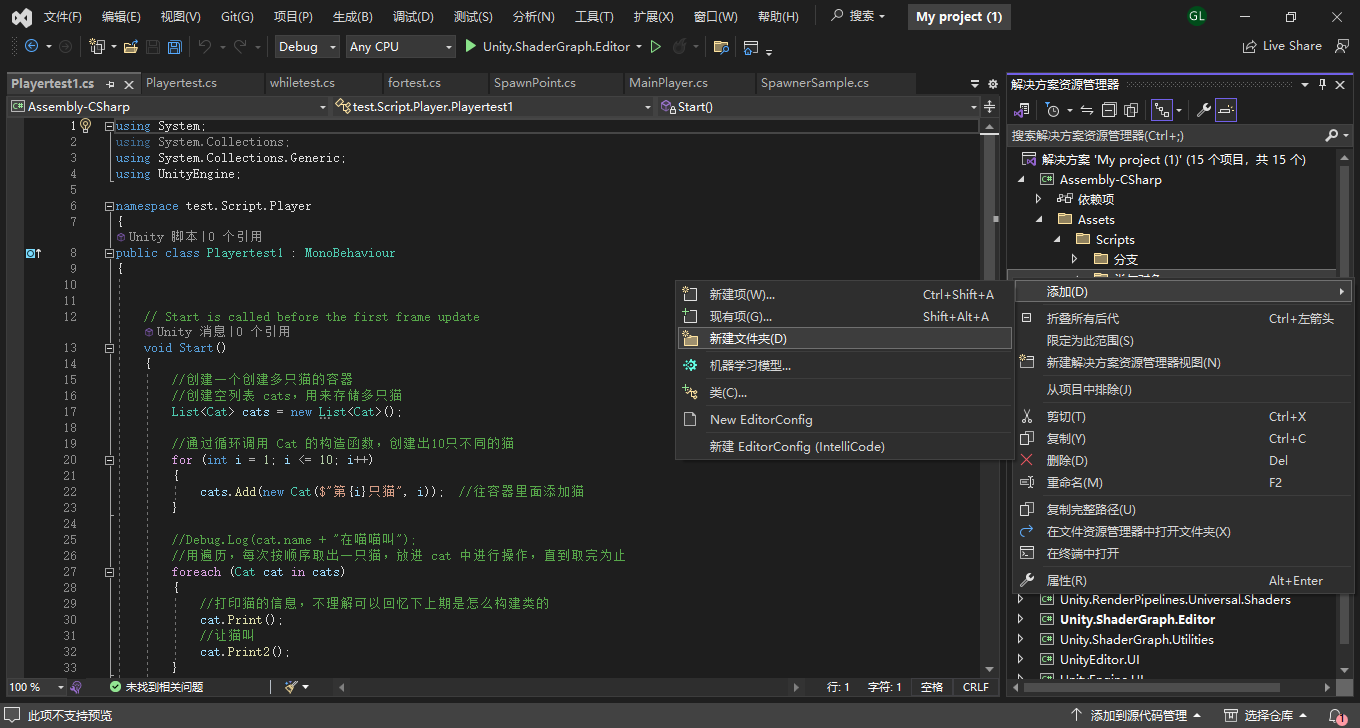 文件(F) 编辑(E) 视图(V) Git(G) 项目(P) 生成(B) 调试(D) 测试(S) 分析(N) 工具(T) 扩展(X) 窗口(W) 帮助(H) 搜索 My project (1) GL
Debug Any CPU Unity.ShaderGraph.Editor Live Share
Playertest1.cs Playertest.cs whiletest.cs fortest.cs SpawnPoint.cs MainPlayer.cs SpawnerSample.cs
Assembly-CSharp test.Script.Player.Playertest1 Start()
1 using System;
2 using System.Collections;
3 using System.Collections.Generic;
4 using UnityEngine;
5
6 namespace test.Script.Player
7 {
Unity 脚本|0 个引用
8 public class Playertest1 : MonoBehaviour
9 {
10
11
12 // Start is called before the first frame update
Unity 消息|0 个引用
13 void Start()
14 {
15 //创建一个创建多只猫的容器
16 //创建空列表 cats，用来存储多只猫
17 List<Cat> cats = new List<Cat>();
18
19 //通过循环调用 Cat 的构造函数，创建出10只不同的猫
20 for (int i = 1; i <= 10; i++)
21 {
22 cats.Add(new Cat($"第{i}只猫", i)); //往容器里面添加猫
23 }
24
25 //Debug.Log(cat.name + "在喵喵叫");
26 //用遍历，每次按顺序取出一只猫，放进 cat 中进行操作，直到取完为止
27 foreach (Cat cat in cats)
28 {
29 //打印猫的信息，不理解可以回忆下上期是怎么构建类的
30 cat.Print();
31 //让猫叫
32 cat.Print2();
33 }
100 % 未找到相关问题 行: 1 字符: 1 空格 CRLF
解决方案资源管理器
搜索解决方案资源管理器(Ctrl+;)
解决方案 'My project (1)' (15 个项目，共 15 个)
Assembly-CSharp
依赖项
Assets
Scripts
分支
新建项(W)... Ctrl+Shift+A
现有项(G)... Shift+Alt+A
新建文件夹(D)
机器学习模型...
类(C)...
New EditorConfig
新建 EditorConfig (IntelliCode)
添加(D)
折叠所有后代 Ctrl+左箭头
限定为此范围(S)
新建解决方案资源管理器视图(N)
从项目中排除(J)
剪切(T) Ctrl+X
复制(Y) Ctrl+C
删除(D) Del
重命名(M) F2
复制完整路径(U)
在文件资源管理器中打开文件夹(X)
在终端中打开
属性(R) Alt+Enter
Unity.RenderPipelines.Universal.Shaders
Unity.ShaderGraph.Editor
Unity.ShaderGraph.Utilities
UnityEditor.UI
UnityEngine.UI
此项不支持预览 添加到源代码管理 选择仓库 1